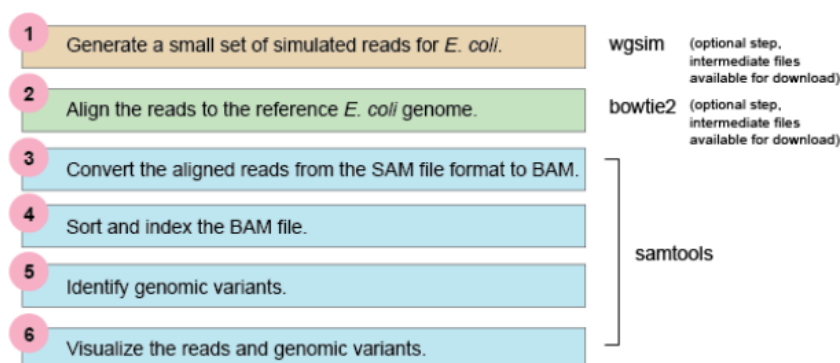 1
Generate a small set of simulated reads for E. coli.
wgsim
(optional step,
intermediate files
available for download)
2
Align the reads to the reference E. coli genome.
bowtie2
(optional step,
intermediate files
available for download)
3
Convert the aligned reads from the SAM file format to BAM.
4
Sort and index the BAM file.
samtools
5
Identify genomic variants.
6
Visualize the reads and genomic variants.